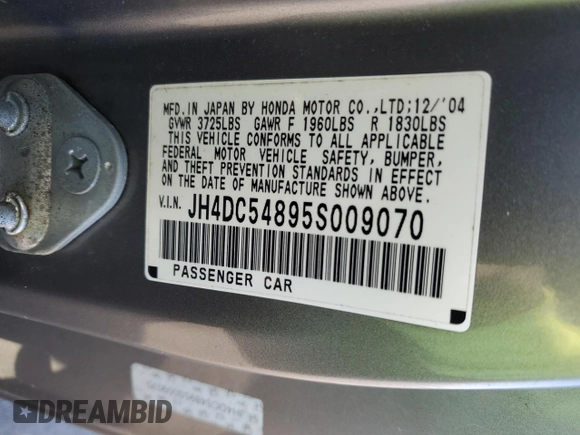 MFD.IN JAPAN BY HONDA MOTOR CO.,LTD;12/'04
GVWR 3725LBS GAWR F 1960LBS R 1830LBS
THIS VEHICLE CONFORMS TO ALL APPLICABLE
FEDERAL MOTOR VEHICLE SAFETY, BUMPER,
AND THEFT PREVENTION STANDARDS IN EFFECT
ON THE DATE OF MANUFACTURE SHOWN ABOVE.
V.I.N. JH4DC54895S009070
PASSENGER CAR
DREAMBID